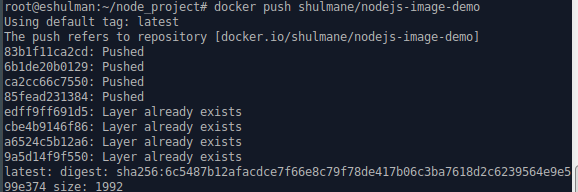 root@eshulman:~/node_project# docker push shulmane/nodejs-image-demo
Using default tag: latest
The push refers to repository [docker.io/shulmane/nodejs-image-demo]
83b1f11ca2cd: Pushed
6b1de20b0129: Pushed
ca2cc66c7550: Pushed
85fead231384: Pushed
edff9ff691d5: Layer already exists
cbe4b9146f86: Layer already exists
a6524c5b12a6: Layer already exists
9a5d14f9f550: Layer already exists
latest: digest: sha256:6c5487b12afacdce7f66e8c79f78de417b06c3ba7618d2c6239564e9e5
99e374 size: 1992